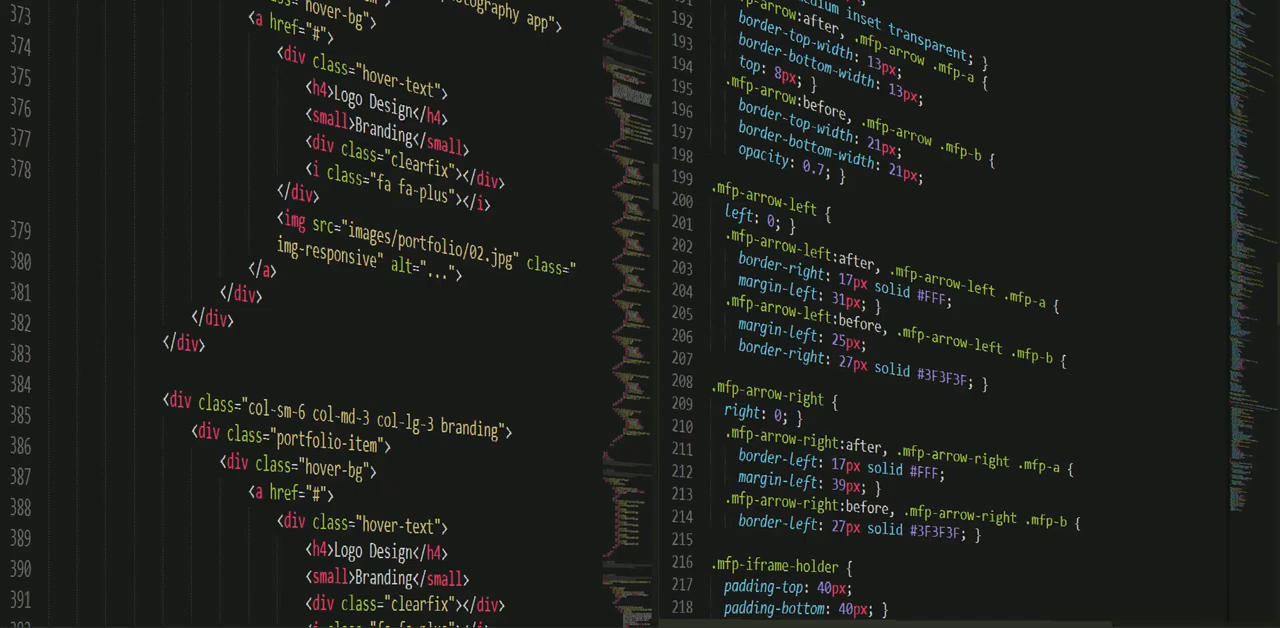 373
374
375
376
377
378
379
380
381
382
383
384
385
386
387
388
389
390
391
hover-bg">
photography app">
<a href="#">
<div class="hover-text">
<h4>Logo Design</h4>
<small>Branding</small>
<div class="clearfix"></div>
<i class="fa fa-plus"></i>
</div>
<img src="images/portfolio/02.jpg" class="
img-responsive" alt="...">
</a>
</div>
</div>
</div>
<div class="col-sm-6 col-md-3 col-lg-3 branding">
<div class="portfolio-item">
<div class="hover-bg">
<a href="#">
<div class="hover-text">
<h4>Logo Design</h4>
<small>Branding</small>
<div class="clearfix"></div>
<i class="fa fa-plus"></i>
191
192
193
194
195
196
197
198
199
200
201
202
203
204
205
206
207
208
209
210
211
212
213
214
215
216
217
218
medium inset transparent; }
.mfp-arrow:after, .mfp-arrow .mfp-a {
border-top-width: 13px;
border-bottom-width: 13px;
top: 8px; }
.mfp-arrow:before, .mfp-arrow .mfp-b {
border-top-width: 21px;
border-bottom-width: 21px;
opacity: 0.7; }
.mfp-arrow-left {
left: 0; }
.mfp-arrow-left:after, .mfp-arrow-left .mfp-a {
border-right: 17px solid #FFF;
margin-left: 31px; }
.mfp-arrow-left:before, .mfp-arrow-left .mfp-b {
margin-left: 25px;
border-right: 27px solid #3F3F3F; }
.mfp-arrow-right {
right: 0; }
.mfp-arrow-right:after, .mfp-arrow-right .mfp-a {
border-left: 17px solid #FFF;
margin-left: 39px; }
.mfp-arrow-right:before, .mfp-arrow-right .mfp-b {
border-left: 27px solid #3F3F3F; }
.mfp-iframe-holder {
padding-top: 40px;
padding-bottom: 40px; }